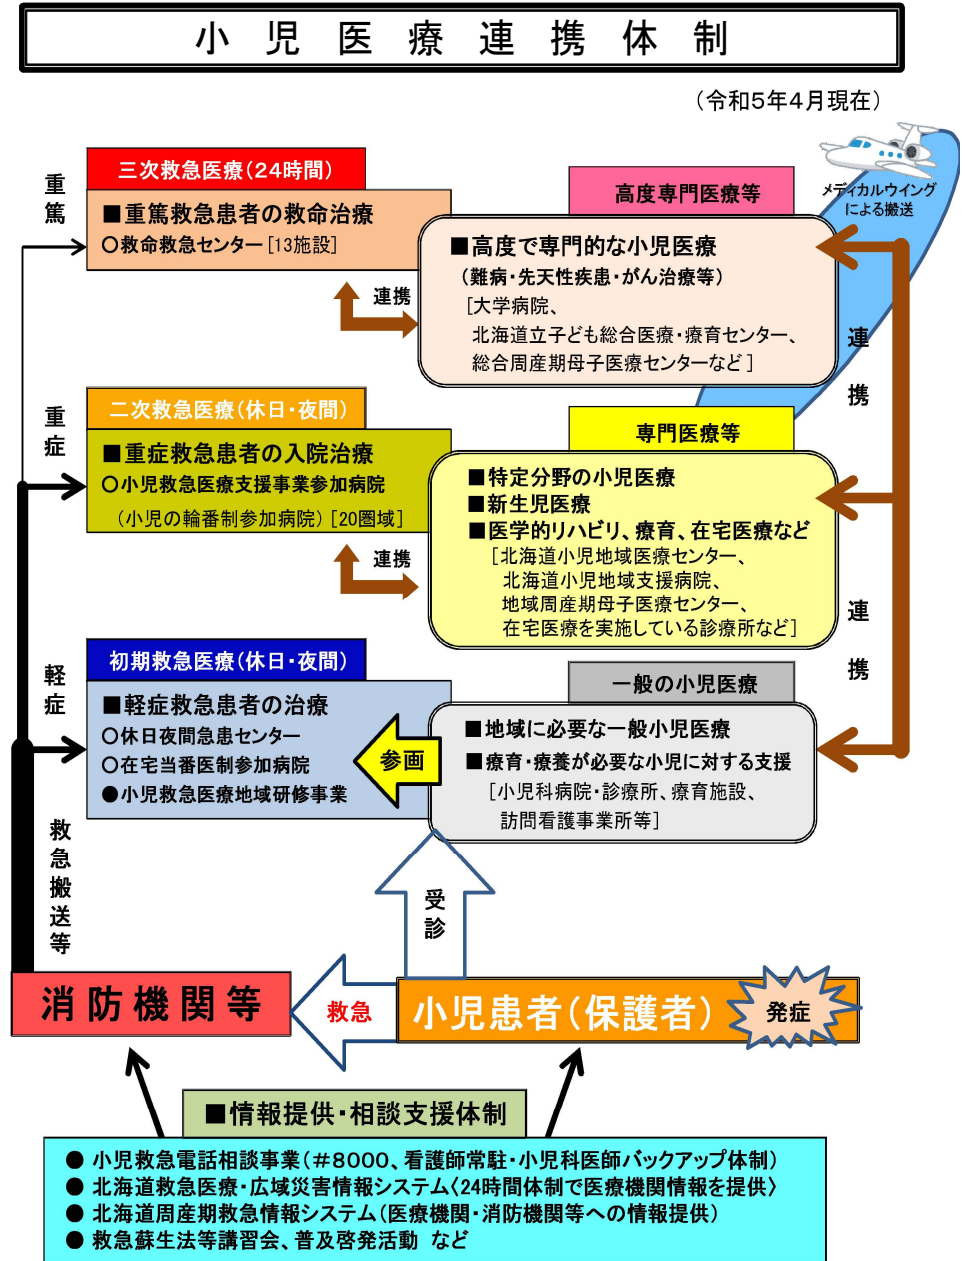 小児医療連携体制
（令和5年4月現在）
メディカルウイング
による搬送
重篤
三次救急医療（24時間）
■重篤救急患者の救命治療
○救命救急センター［13施設］
連携
高度専門医療等
■高度で専門的な小児医療
（難病・先天性疾患・がん治療等）
［大学病院、
北海道立子ども総合医療・療育センター、
総合周産期母子医療センターなど］
連携
重症
二次救急医療（休日・夜間）
■重症救急患者の入院治療
○小児救急医療支援事業参加病院
（小児の輪番制参加病院）［20圏域］
連携
専門医療等
■特定分野の小児医療
■新生児医療
■医学的リハビリ、療育、在宅医療など
［北海道小児地域医療センター、
北海道小児地域支援病院、
地域周産期母子医療センター、
在宅医療を実施している診療所など］
連携
軽症
初期救急医療（休日・夜間）
■軽症救急患者の治療
○休日夜間急患センター
○在宅当番医制参加病院
●小児救急医療地域研修事業
参画
一般の小児医療
■地域に必要な一般小児医療
■療育・療養が必要な小児に対する支援
［小児科病院・診療所、療育施設、
訪問看護事業所等］
救急搬送等
受診
消防機関等
救急
小児患者（保護者）
発症
■情報提供・相談支援体制
● 小児救急電話相談事業（＃8000、看護師常駐・小児科医師バックアップ体制）
● 北海道救急医療・広域災害情報システム〈24時間体制で医療機関情報を提供〉
● 北海道周産期救急情報システム（医療機関・消防機関等への情報提供）
● 救急蘇生法等講習会、普及啓発活動 など